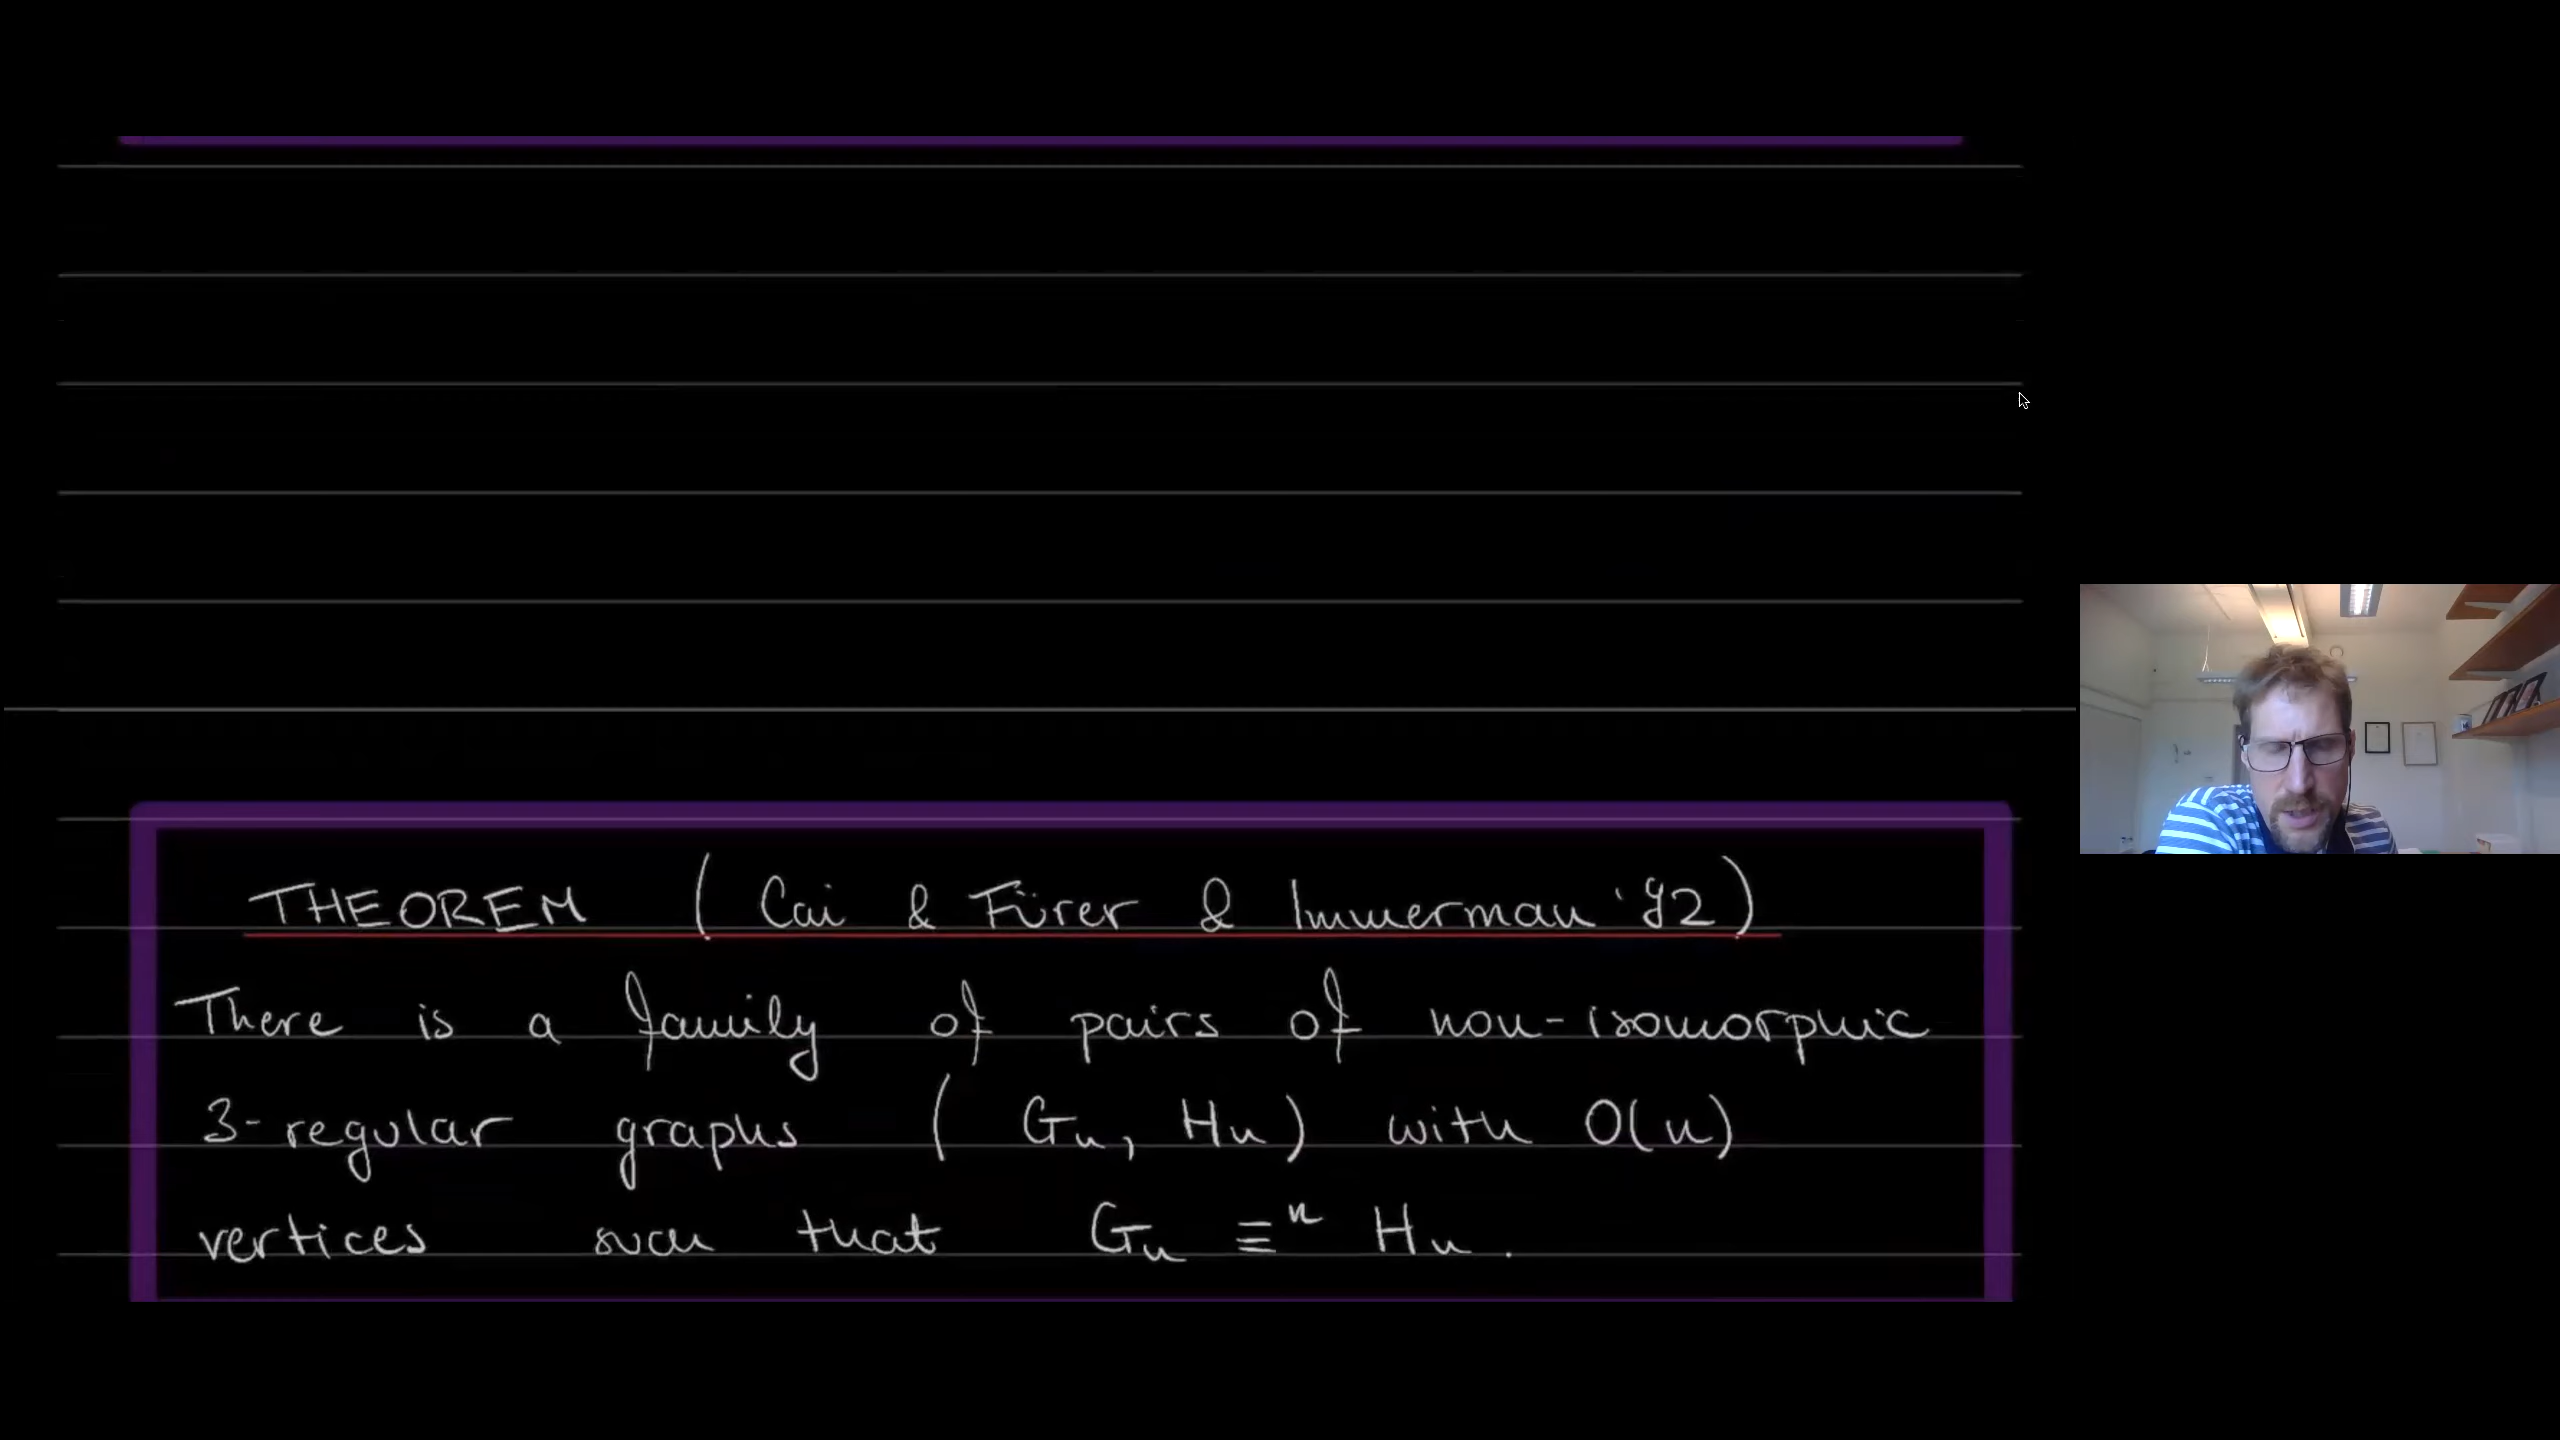 THEOREM (Cai & Fürer & Immerman '92)
There is a family of pairs of non-isomorphic
3-regular graphs (Gn, Hn) with O(n)
vertices such that Gn ≡ⁿ Hn.